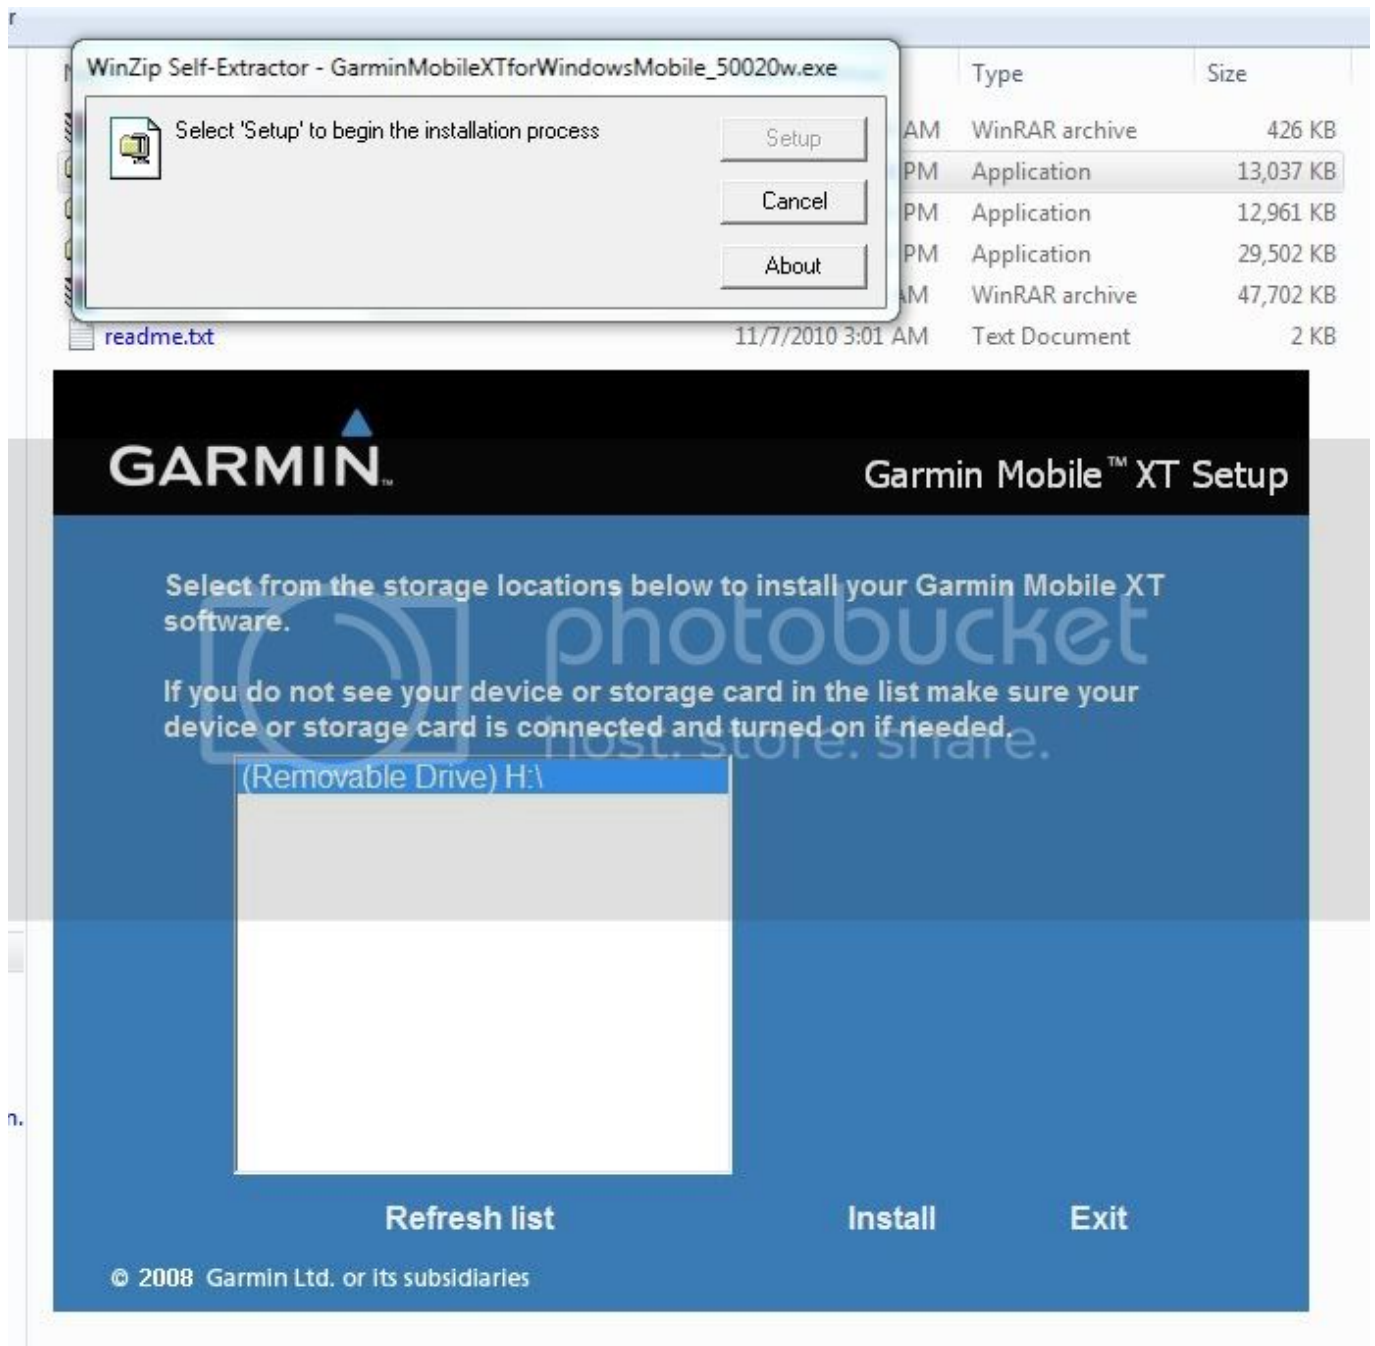 r
WinZip Self-Extractor - GarminMobileXTforWindowsMobile_50020w.exe
Type Size
Select 'Setup' to begin the installation process
Setup
Cancel
About
AM WinRAR archive 426 KB
PM Application 13,037 KB
PM Application 12,961 KB
PM Application 29,502 KB
AM WinRAR archive 47,702 KB
readme.txt 11/7/2010 3:01 AM Text Document 2 KB
GARMIN™
Garmin Mobile™ XT Setup
Select from the storage locations below to install your Garmin Mobile XT
software.
photobucket
If you do not see your device or storage card in the list make sure your
device or storage card is connected and turned on if needed.
host. store. share.
(Removable Drive) H:\
n.
Refresh list Install Exit
© 2008 Garmin Ltd. or its subsidiaries